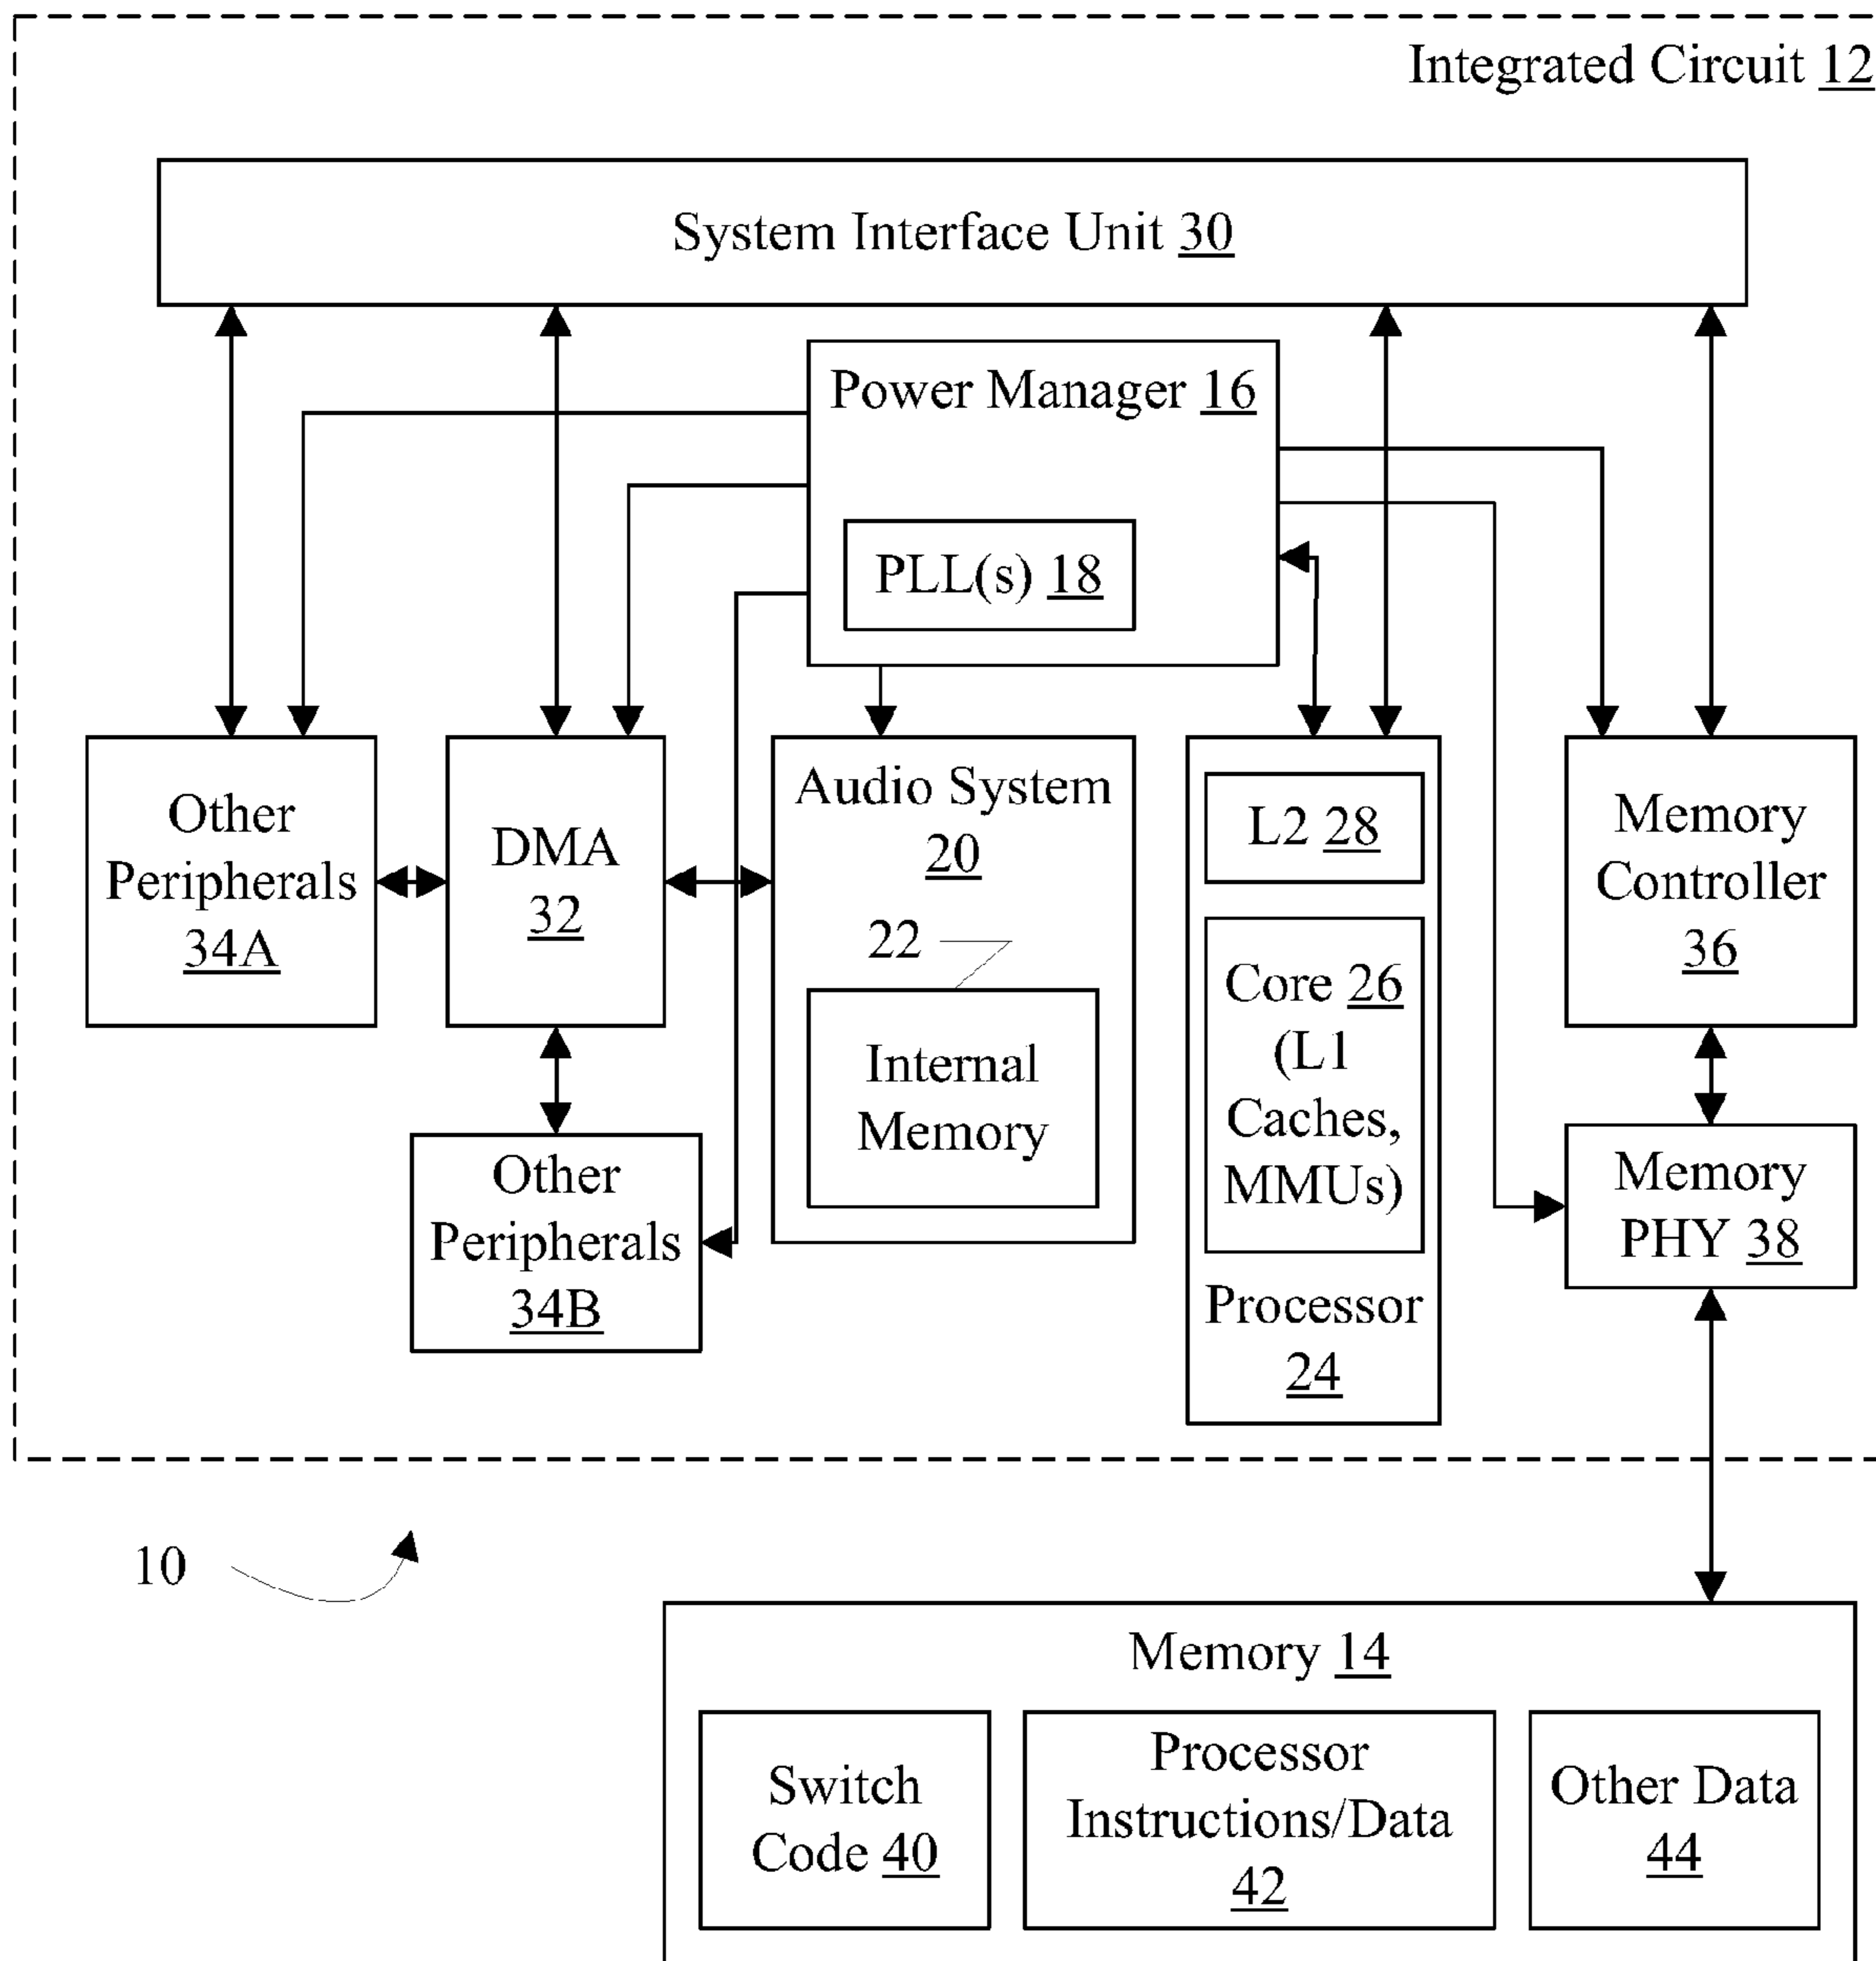 Integrated Circuit 12
System Interface Unit 30
Power Manager 16
PLL(s) 18
Other
Peripherals
34A
DMA
32
Audio System
20
22
Internal
Memory
L2 28
Core 26
(L1
Caches,
MMUs)
Processor
24
Memory
Controller
36
Other
Peripherals
34B
Memory
PHY 38
10
Memory 14
Switch
Code 40
Processor
Instructions/Data
42
Other Data
44